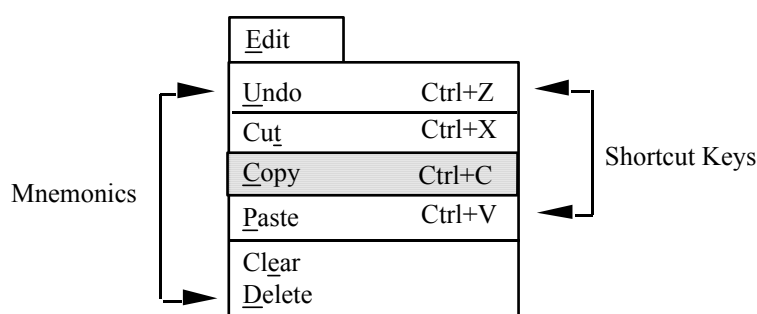 Edit
Undo Ctrl+Z
Cut Ctrl+X
Copy Ctrl+C
Shortcut Keys
Mnemonics
Paste Ctrl+V
Clear
Delete